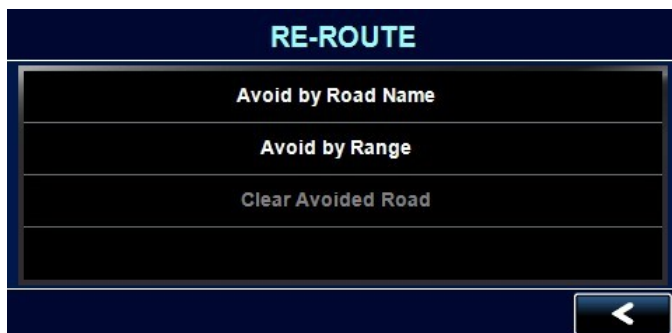 RE-ROUTE
Avoid by Road Name
Avoid by Range
Clear Avoided Road